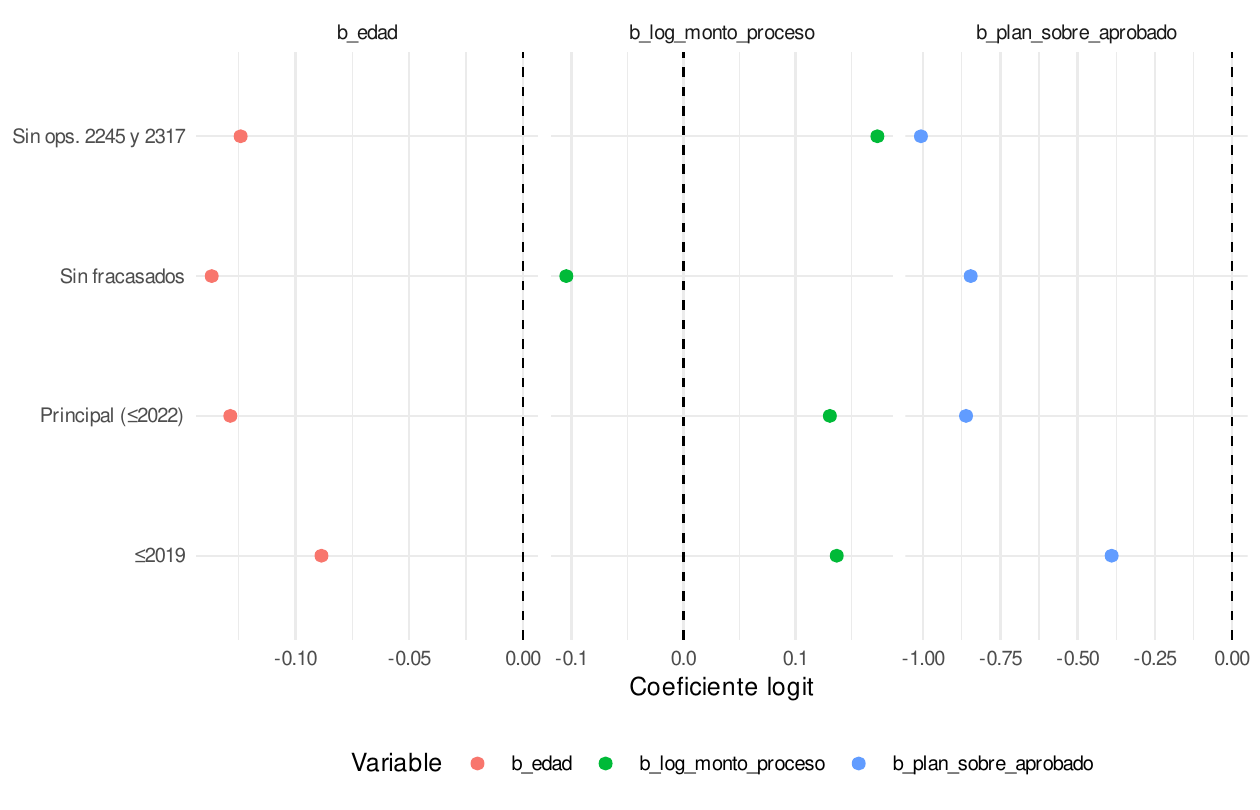 b_edad b_log_monto_proceso b_plan_sobre_aprobado
Sin ops. 2245 y 2317
Sin fracasados
Principal (≤2022)
≤2019
-0.10 -0.05 0.00 -0.1 0.0 0.1 -1.00 -0.75 -0.50 -0.25 0.00
Coeficiente logit
Variable b_edad b_log_monto_proceso b_plan_sobre_aprobado